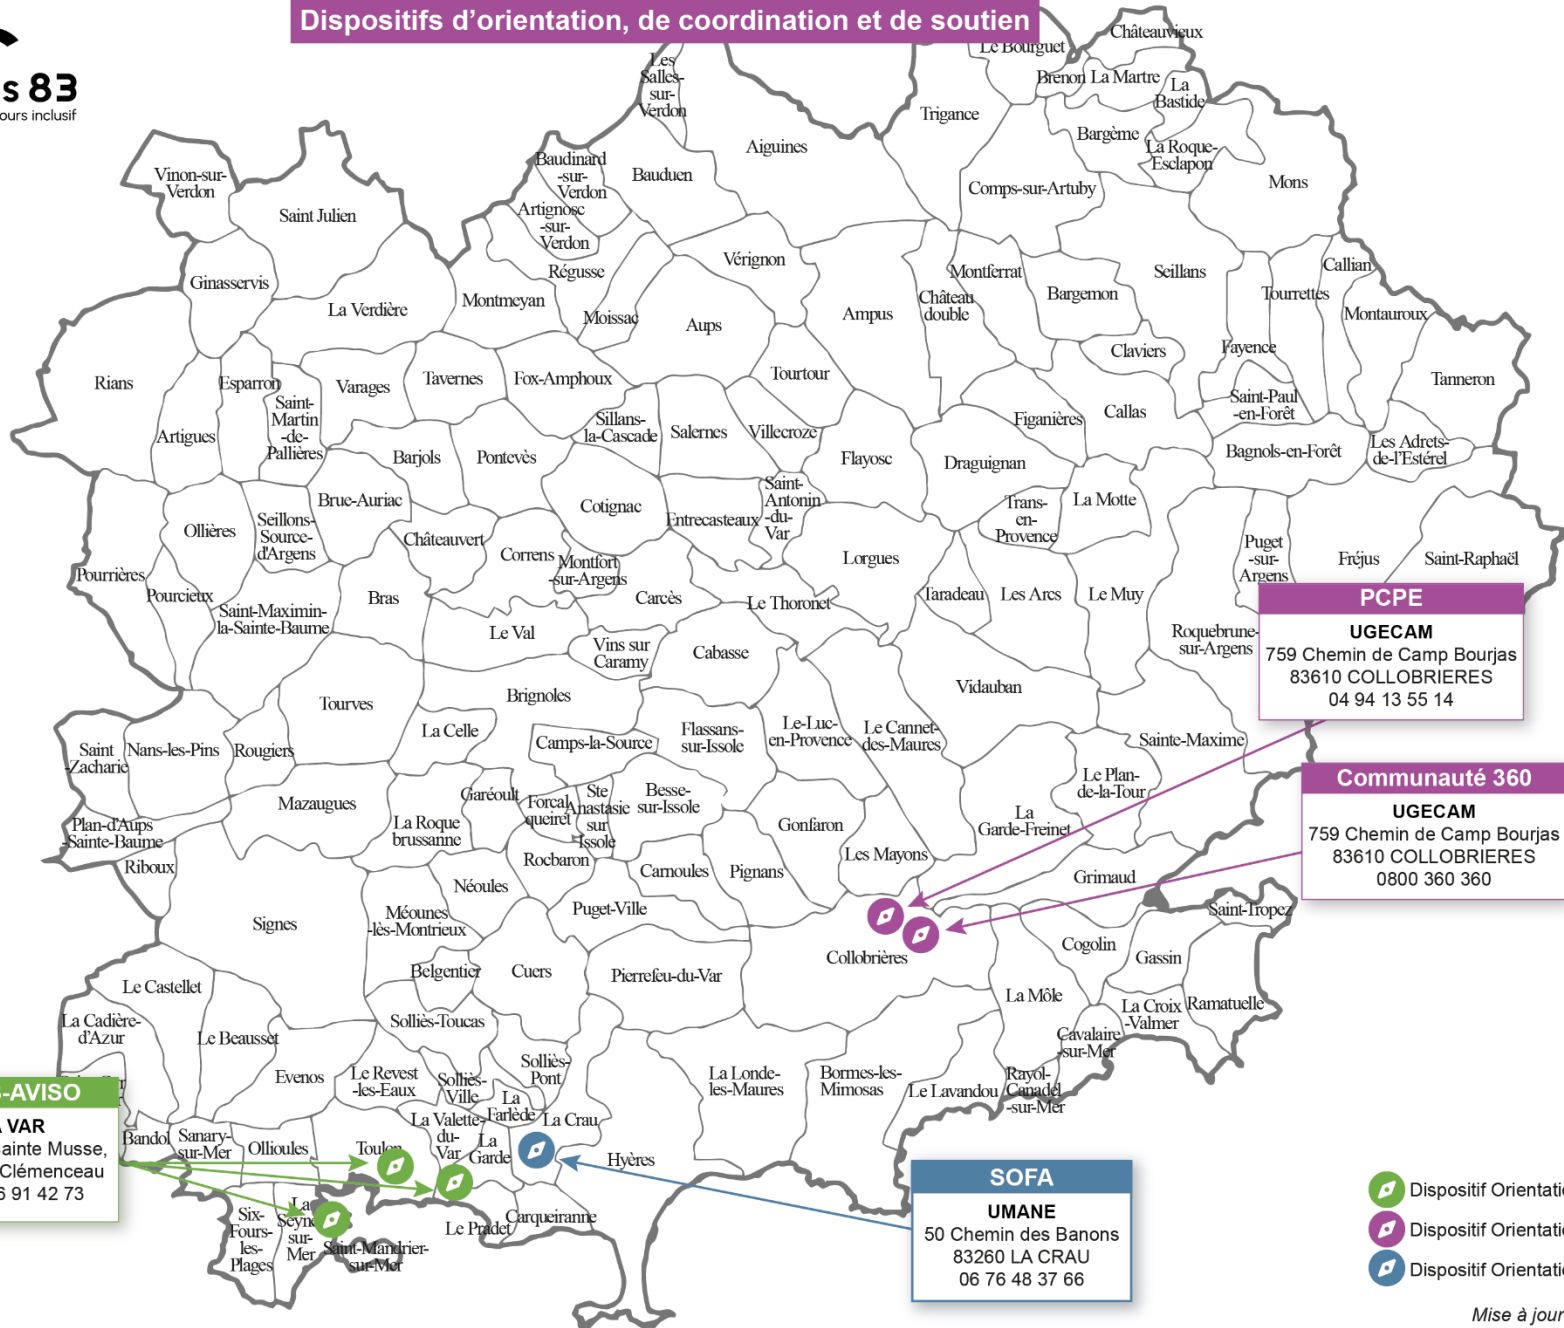 Dispositifs d'orientation, de coordination et de soutien
s 83
ours inclusif
Châteauvieux
Le Bourguet
Brenon
La Martre
La
Bastide
Les
Salles-
sur-
Verdon
Trigance
Bargème
La Roque-
Esclapon
Aiguines
Baudinard
-sur-
Verdon
Bauduen
Vinon-sur-
Verdon
Saint Julien
Comps-sur-Artuby
Mons
Artignosc
-sur-
Verdon
Vérignon
Régusse
Ginasservis
Montferrat
Seillans
Callian
La Verdière
Montmeyan
Moissac
Aups
Ampus
Château
double
Bargemon
Tourrettes
Montauroux
Claviers
Fayence
Rians
Esparron
Varages
Tavernes
Fox-Amphoux
Tourtour
Tanneron
Saint-
Martin
-de-
Pallières
Saint-Paul
-en-Forêt
Artigues
Sillans-
la-Cascade
Salernes
Villecroze
Figanières
Callas
Barjols
Pontevès
Flayosc
Draguignan
Bagnols-en-Forêt
Les Adrets-
de-l'Estérel
Bruc-Auriac
Cotignac
Saint-
Antonin
-du-
Var
Trans-
en-
Provence
La Motte
Ollières
Seillons-
Source-
d'Argens
Châteauvert
Correns
Montfort
-sur-Argens
Entrecasteaux
Lorgues
Puget
-sur-
Argens
Fréjus
Saint-Raphaël
Pourrières
Pourcieux
Saint-Maximin-
la-Sainte-Baume
Bras
Carcès
Le Thoronet
Taradeau
Les Arcs
Le Muy
Roquebrune-
sur-Argens
PCPE
UGECAM
759 Chemin de Camp Bourjas
83610 COLLOBRIERES
04 94 13 55 14
Le Val
Vins sur
Caramy
Cabasse
Vidauban
Tourves
Brignoles
La Celle
Camps-la-Source
Flassans-
sur-Issole
Le-Luc-
en-Provence
Le Cannet-
des-Maures
Sainte-Maxime
Saint
-Zacharie
Nans-les-Pins
Rougiers
Le Plan-
de-la-Tour
Communauté 360
UGECAM
759 Chemin de Camp Bourjas
83610 COLLOBRIERES
0800 360 360
Mazaugues
Garéoult
Forcal
queiret
Ste
Anastasie
sur
Issole
Besse-
sur-Issole
Plan-d'Aups
-Sainte-Baume
La Roque
brussanne
Gonfaron
La
Garde-Freinet
Riboux
Rocbaron
Les Mayons
Néoules
Carnoules
Pignans
Grimaud
Signes
Méounes
-lès-Montrieux
Puget-Ville
Saint-Tropez
Collobrières
Cogolin
Gassin
Belgentier
Cuers
Pierrefeu-du-Var
Le Castellet
La Môle
La Croix
-Valmer
Ramatuelle
La Cadière-
d'Azur
Le Beausset
Solliès-Toucas
Cavalaire
-sur-Mer
Evenos
Le Revest
-les-Eaux
Solliès-
Ville
Solliès-
Pont
La Londe-
les-Maures
Bormes-les-
Mimosas
Le Lavandou
Rayol-
Canadel
-sur-Mer
La
Farlède
La Crau
-AVISO
VAR
ainte Musse,
Clémenceau
6 91 42 73
Bandol
Sanary-
sur-Mer
Ollioules
Toulon
La Valette-
du-
Var
La
Garde
Hyères
SOFA
UMANE
50 Chemin des Banons
83260 LA CRAU
06 76 48 37 66
Six-
Fours-
les-
Plages
La
Seyne
sur-
Mer
Saint-Mandrier-
sur-Mer
Le Pradet
Carqueiranne
Dispositif Orientatio
Dispositif Orientatio
Dispositif Orientatio
Mise à jour